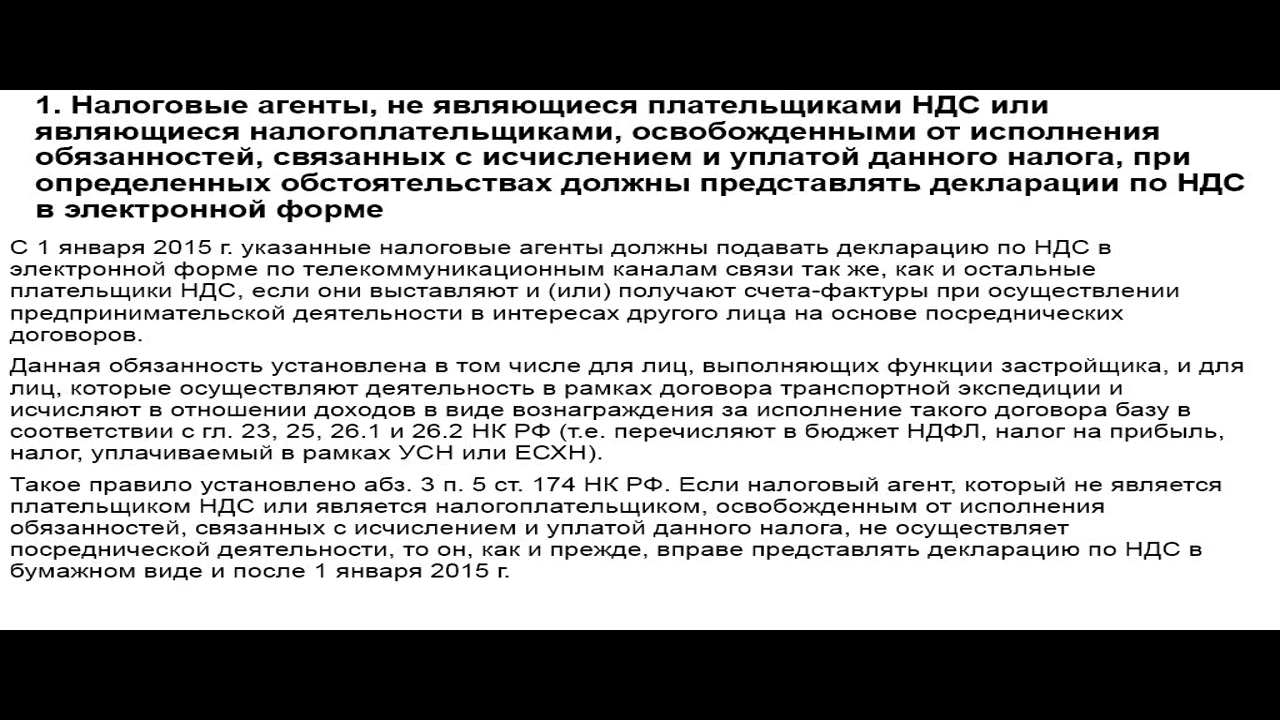 1. Налоговые агенты, не являющиеся плательщиками НДС или
являющиеся налогоплательщиками, освобожденными от исполнения
обязанностей, связанных с исчислением и уплатой данного налога, при
определенных обстоятельствах должны представлять декларации по НДС
в электронной форме
С 1 января 2015 г. указанные налоговые агенты должны подавать декларацию по НДС в
электронной форме по телекоммуникационным каналам связи так же, как и остальные
плательщики НДС, если они выставляют и (или) получают счета-фактуры при осуществлении
предпринимательской деятельности в интересах другого лица на основе посреднических
договоров.
Данная обязанность установлена в том числе для лиц, выполняющих функции застройщика, и для
лиц, которые осуществляют деятельность в рамках договора транспортной экспедиции и
исчисляют в отношении доходов в виде вознаграждения за исполнение такого договора базу в
соответствии с гл. 23, 25, 26.1 и 26.2 НК РФ (т.е. перечисляют в бюджет НДФЛ, налог на прибыль,
налог, уплачиваемый в рамках УСН или ЕСХН).
Такое правило установлено абз. 3 п. 5 ст. 174 НК РФ. Если налоговый агент, который не является
плательщиком НДС или является налогоплательщиком, освобожденным от исполнения
обязанностей, связанных с исчислением и уплатой данного налога, не осуществляет
посреднической деятельности, то он, как и прежде, вправе представлять декларацию по НДС в
бумажном виде и после 1 января 2015 г.